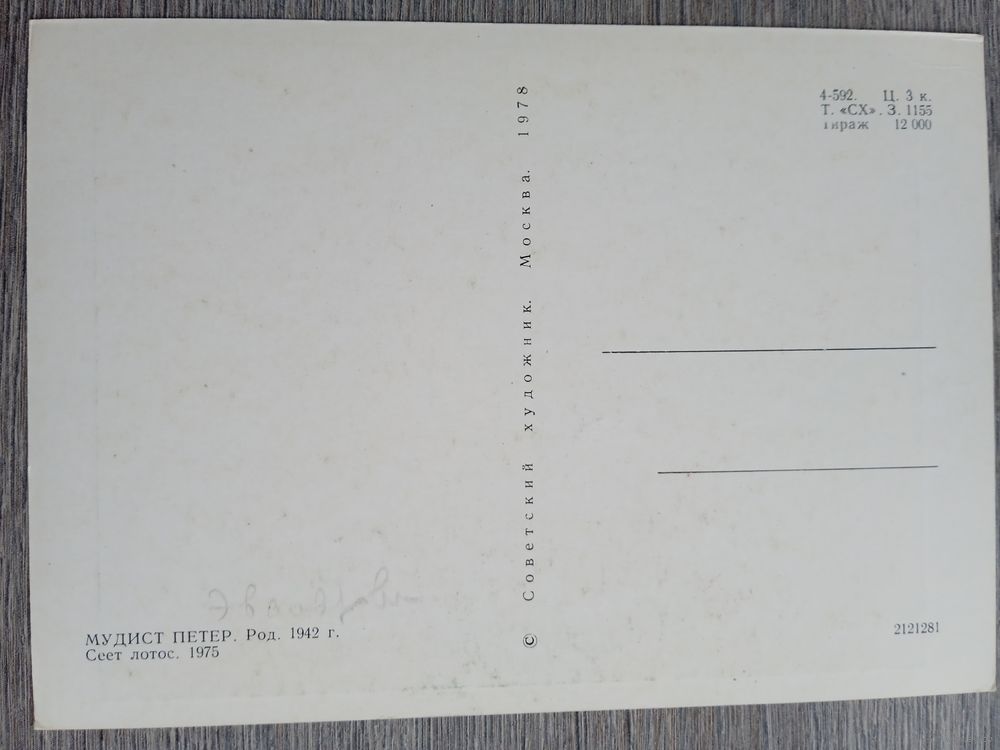 4-592. Ц. 3 к.
Т. «СХ». З. 1155
Тираж 12 000
© Советский художник. Москва. 1978
МУДИСТ ПЕТЕР. Род. 1942 г.
Сеет лотос. 1975
2121281